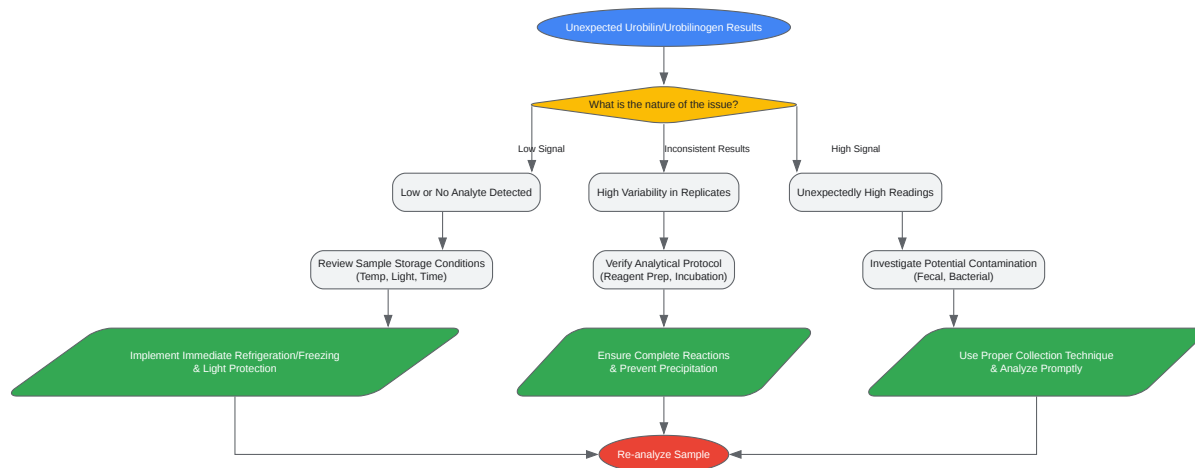 Unexpected Urobilin/Urobilinogen Results
What is the nature of the issue?
Low Signal
Inconsistent Results
High Signal
Low or No Analyte Detected
High Variability in Replicates
Unexpectedly High Readings
Review Sample Storage Conditions
(Temp, Light, Time)
Verify Analytical Protocol
(Reagent Prep, Incubation)
Investigate Potential Contamination
(Fecal, Bacterial)
Implement Immediate Refrigeration/Freezing
& Light Protection
Ensure Complete Reactions
& Prevent Precipitation
Use Proper Collection Technique
& Analyze Promptly
Re-analyze Sample